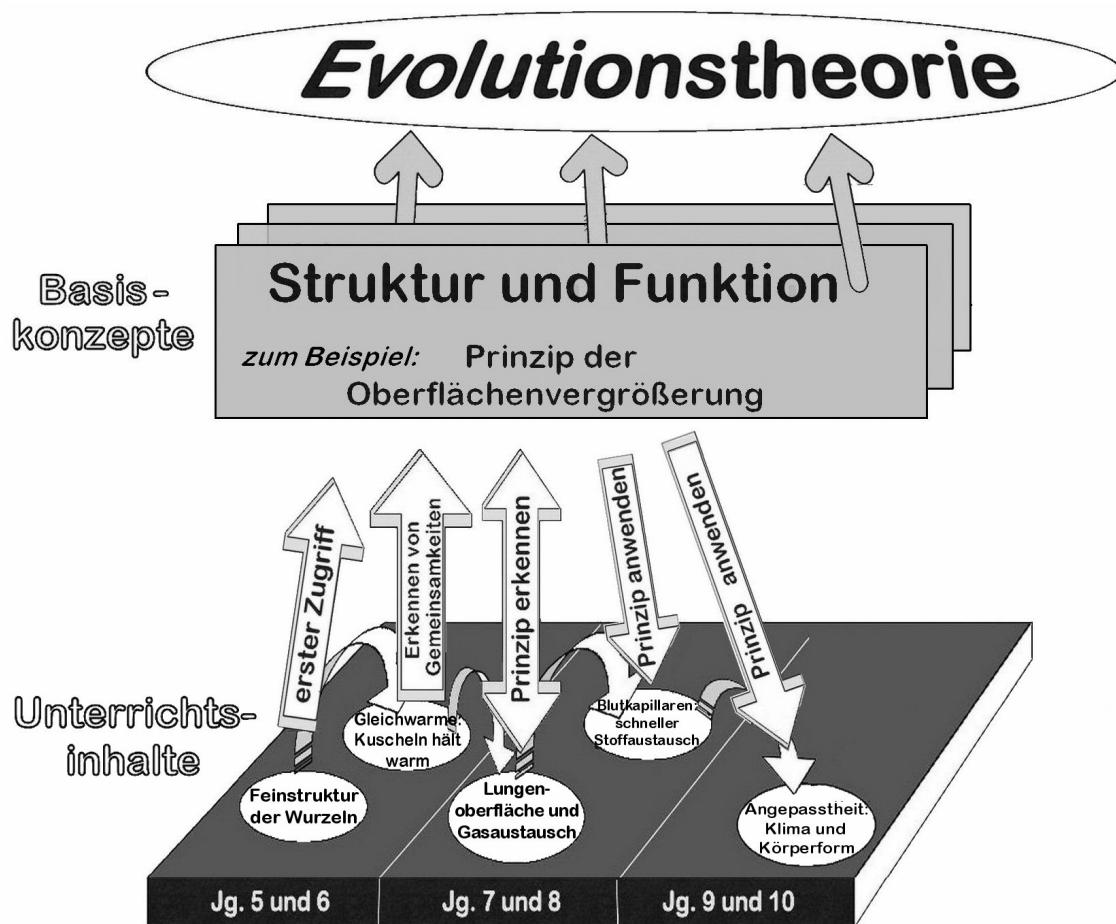 Evolutionstheorie
Basis-
konzepte
Struktur und Funktion
zum Beispiel: Prinzip der
Oberflächenvergrößerung
erster Zugriff
Erkennen von
Gemeinsamkeiten
Prinzip erkennen
Prinzip anwenden
Prinzip anwenden
Unterrichts-
inhalte
Gleichwarme:
Kuscheln hält
warm
Blutkapillaren:
schneller
Stoffaustausch
Feinstruktur
der Wurzeln
Lungen-
oberfläche und
Gasaustausch
Angepasstheit:
Klima und
Körperform
Jg. 5 und 6
Jg. 7 und 8
Jg. 9 und 10